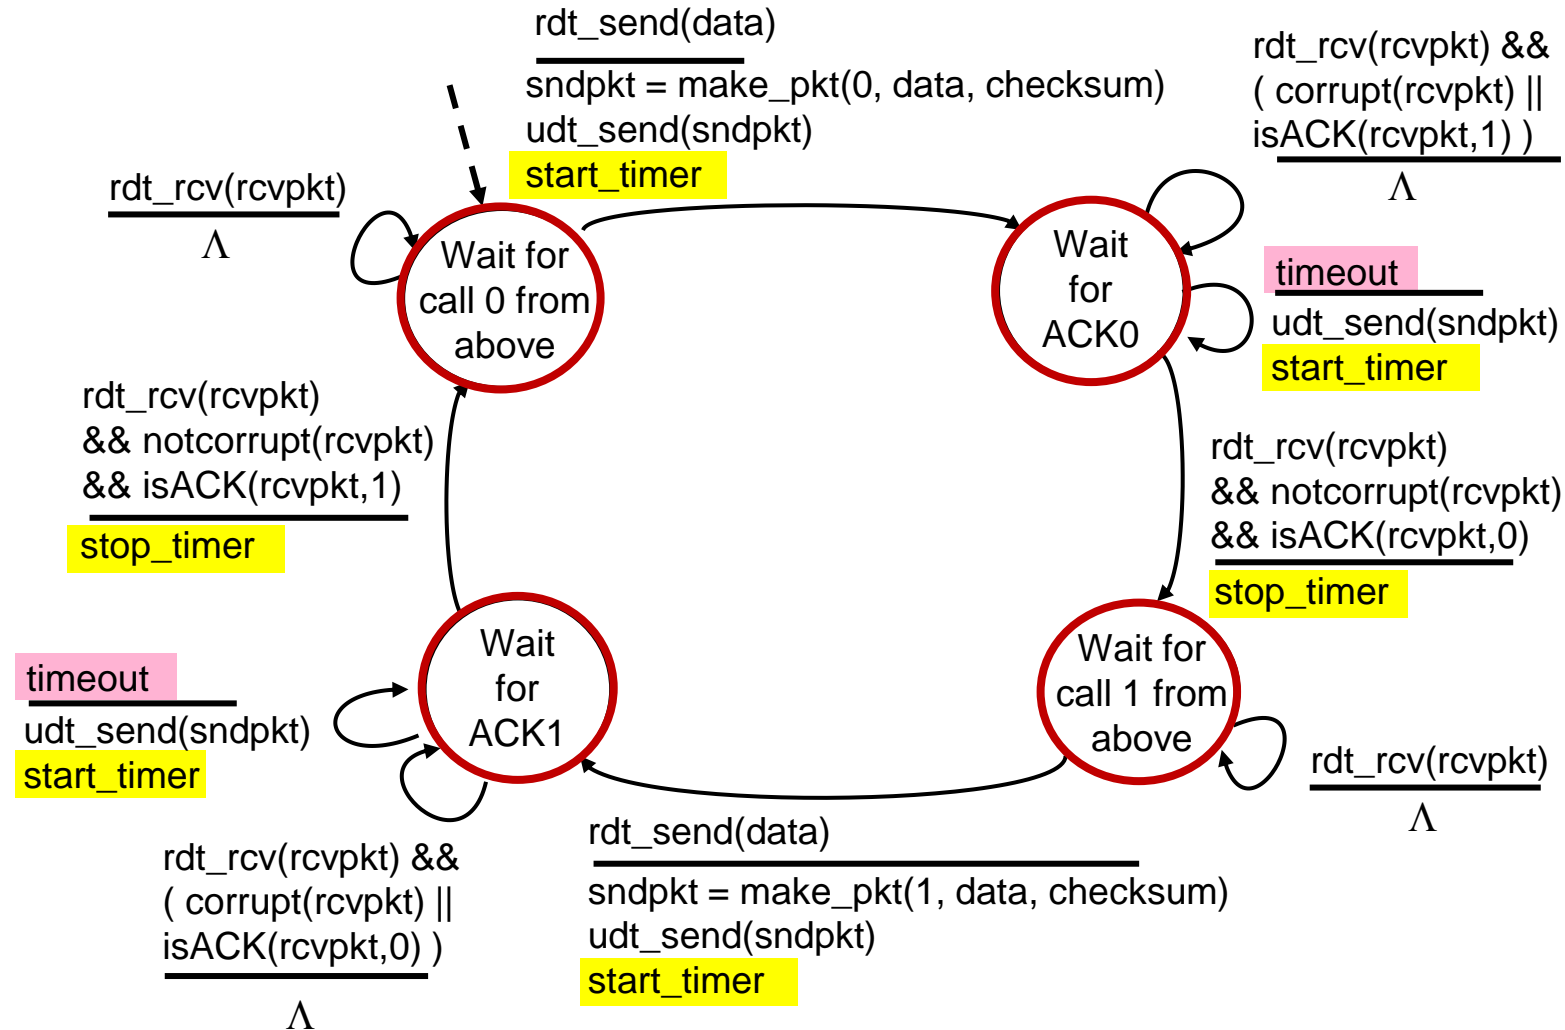 rdt_send(data)
sndpkt = make_pkt(0, data, checksum)
udt_send(sndpkt)
start_timer
rdt_rcv(rcvpkt) &&
( corrupt(rcvpkt) ||
isACK(rcvpkt,1) )
Λ
rdt_rcv(rcvpkt)
Λ
Wait for
call 0 from
above
Wait
for
ACK0
timeout
udt_send(sndpkt)
start_timer
rdt_rcv(rcvpkt)
&& notcorrupt(rcvpkt)
&& isACK(rcvpkt,1)
stop_timer
rdt_rcv(rcvpkt)
&& notcorrupt(rcvpkt)
&& isACK(rcvpkt,0)
stop_timer
Wait
for
ACK1
Wait for
call 1 from
above
timeout
udt_send(sndpkt)
start_timer
rdt_rcv(rcvpkt)
Λ
rdt_rcv(rcvpkt) &&
( corrupt(rcvpkt) ||
isACK(rcvpkt,0) )
Λ
rdt_send(data)
sndpkt = make_pkt(1, data, checksum)
udt_send(sndpkt)
start_timer